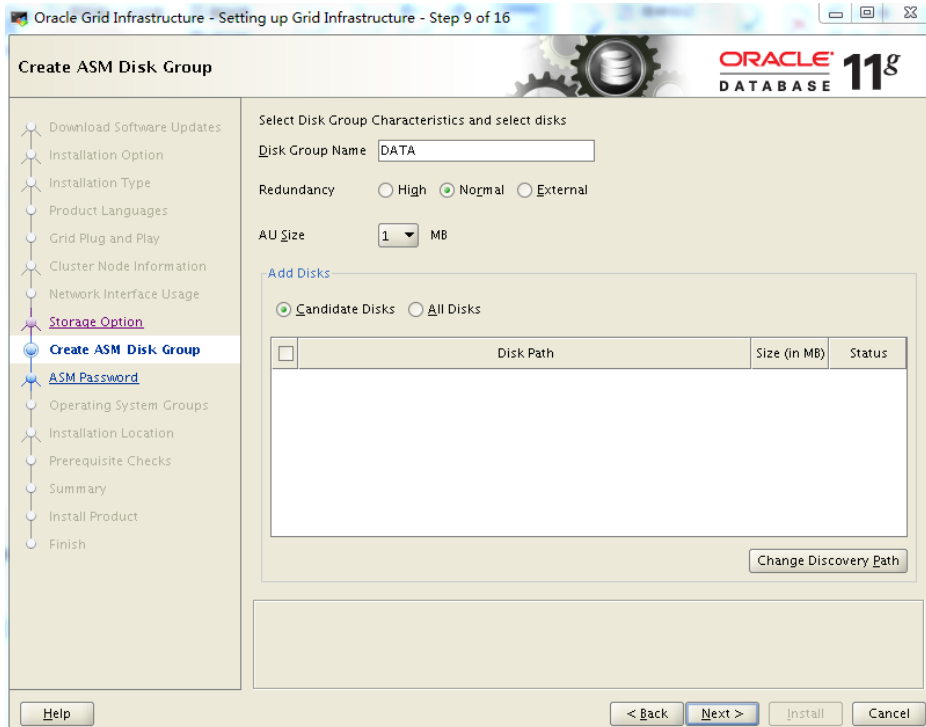 Oracle Grid Infrastructure - Setting up Grid Infrastructure - Step 9 of 16
Create ASM Disk Group
ORACLE
DATABASE
11g
Download Software Updates
Installation Option
Installation Type
Product Languages
Grid Plug and Play
Cluster Node Information
Network Interface Usage
Storage Option
Create ASM Disk Group
ASM Password
Operating System Groups
Installation Location
Prerequisite Checks
Summary
Install Product
Finish
Select Disk Group Characteristics and select disks
Disk Group Name DATA
Redundancy High Normal External
AU Size 1 MB
Add Disks
Candidate Disks All Disks
Disk Path Size (in MB) Status
Change Discovery Path
Help < Back Next > Install Cancel